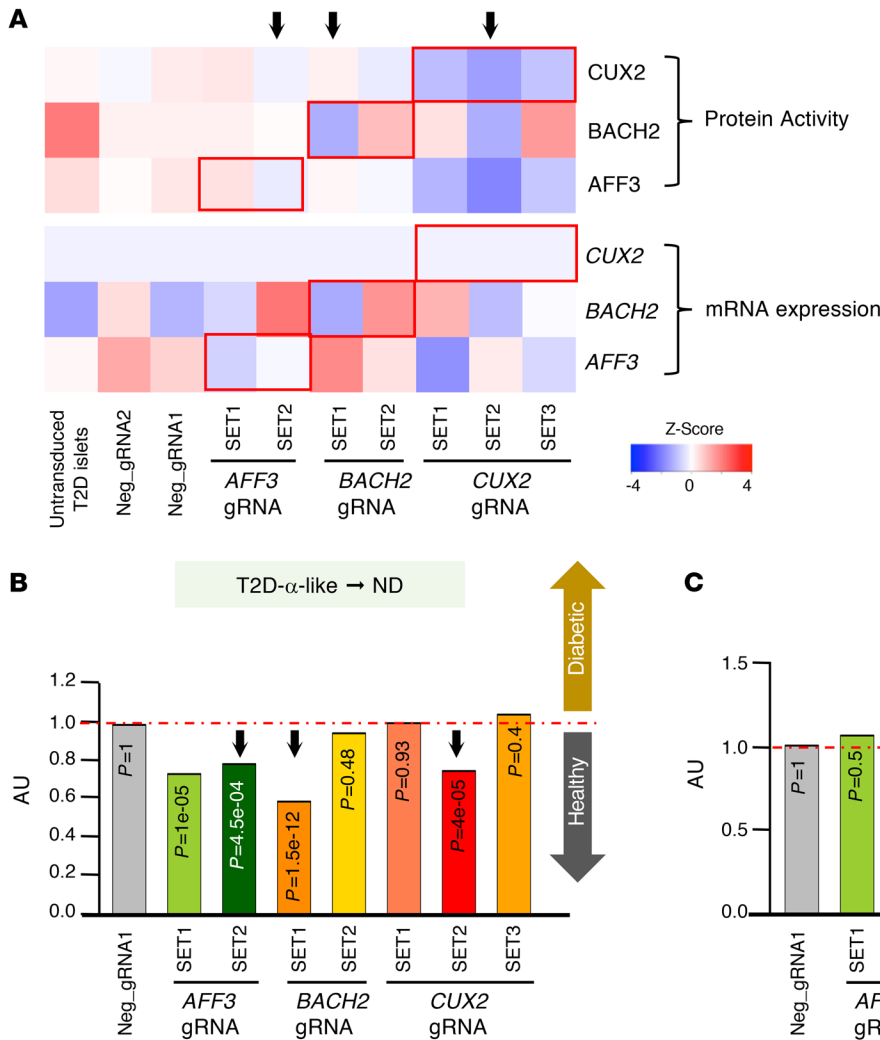 A
CUX2
BACH2
AFF3
Protein Activity
CUX2
BACH2
AFF3
mRNA expression
Untransduced
T2D islets
Neg_gRNA2
Neg_gRNA1
SET1
SET2
SET1
SET2
SET1
SET2
SET3
AFF3
gRNA
BACH2
gRNA
CUX2
gRNA
Z-Score
-4
0
4
B
T2D-α-like → ND
Diabetic
Healthy
AU
1.2
1.0
0.8
0.6
0.4
0.2
0.0
P=1
P=1e-05
P=4.5e-04
P=1.5e-12
P=0.48
P=0.93
P=4e-05
P=0.4
Neg_gRNA1
SET1
SET2
SET1
SET2
SET1
SET2
SET3
AFF3
gRNA
BACH2
gRNA
CUX2
gRNA
C
AU
1.5
1.0
0.5
0.0
P=1
P=0.5
Neg_gRNA1
SET1
AF
gR